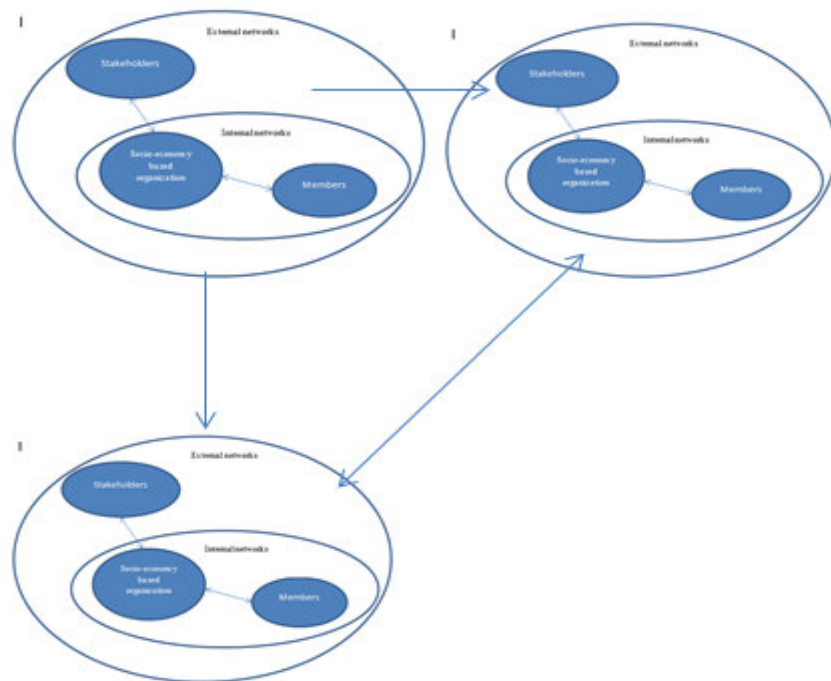 I
External networks
Stakeholders
Internal networks
Socio-economy
based
organization
Members
I
External networks
Stakeholders
Internal networks
Socio-economy
based
organization
Members
I
External networks
Stakeholders
Internal networks
Socio-economy
based
organization
Members